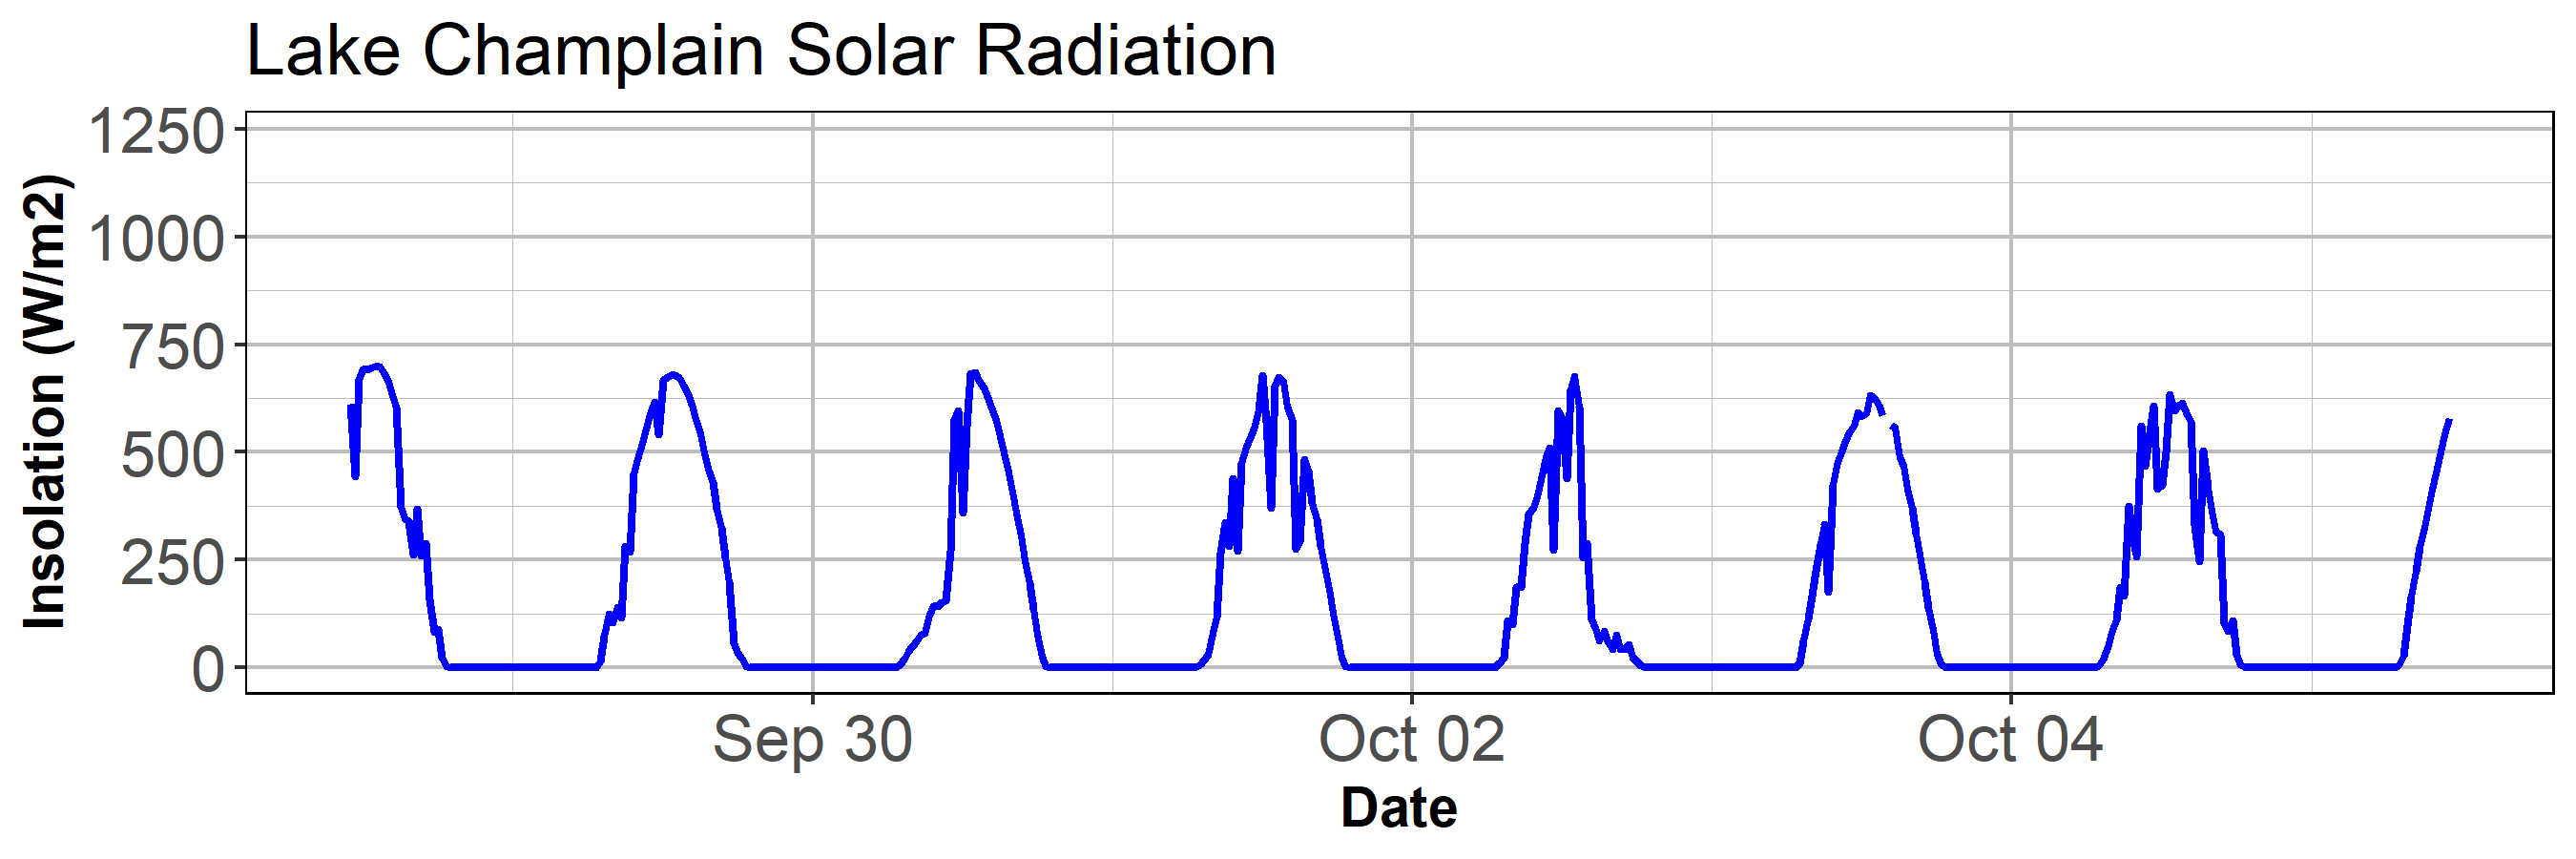 Lake Champlain Solar Radiation
Insolation (W/m2)
1250
1000
750
500
250
0
Sep 30
Oct 02
Oct 04
Date